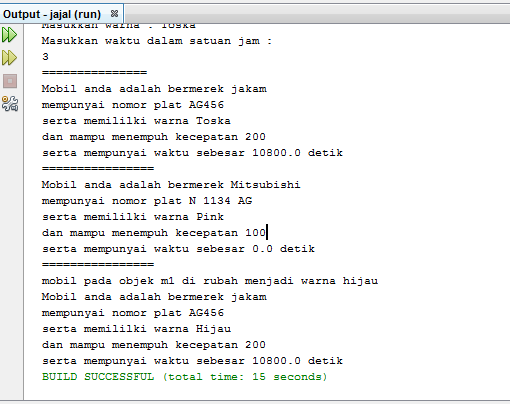 Output - jajal (run)
Masukkan warna : Toska
Masukkan waktu dalam satuan jam :
3
===============
Mobil anda adalah bermerek jakam
mempunyai nomor plat AG456
serta memililki warna Toska
dan mampu menempuh kecepatan 200
serta mempunyai waktu sebesar 10800.0 detik
================
Mobil anda adalah bermerek Mitsubishi
mempunyai nomor plat N 1134 AG
serta memililki warna Pink
dan mampu menempuh kecepatan 100
serta mempunyai waktu sebesar 0.0 detik
================
mobil pada objek m1 di rubah menjadi warna hijau
Mobil anda adalah bermerek jakam
mempunyai nomor plat AG456
serta memililki warna Hijau
dan mampu menempuh kecepatan 200
serta mempunyai waktu sebesar 10800.0 detik
BUILD SUCCESSFUL (total time: 15 seconds)